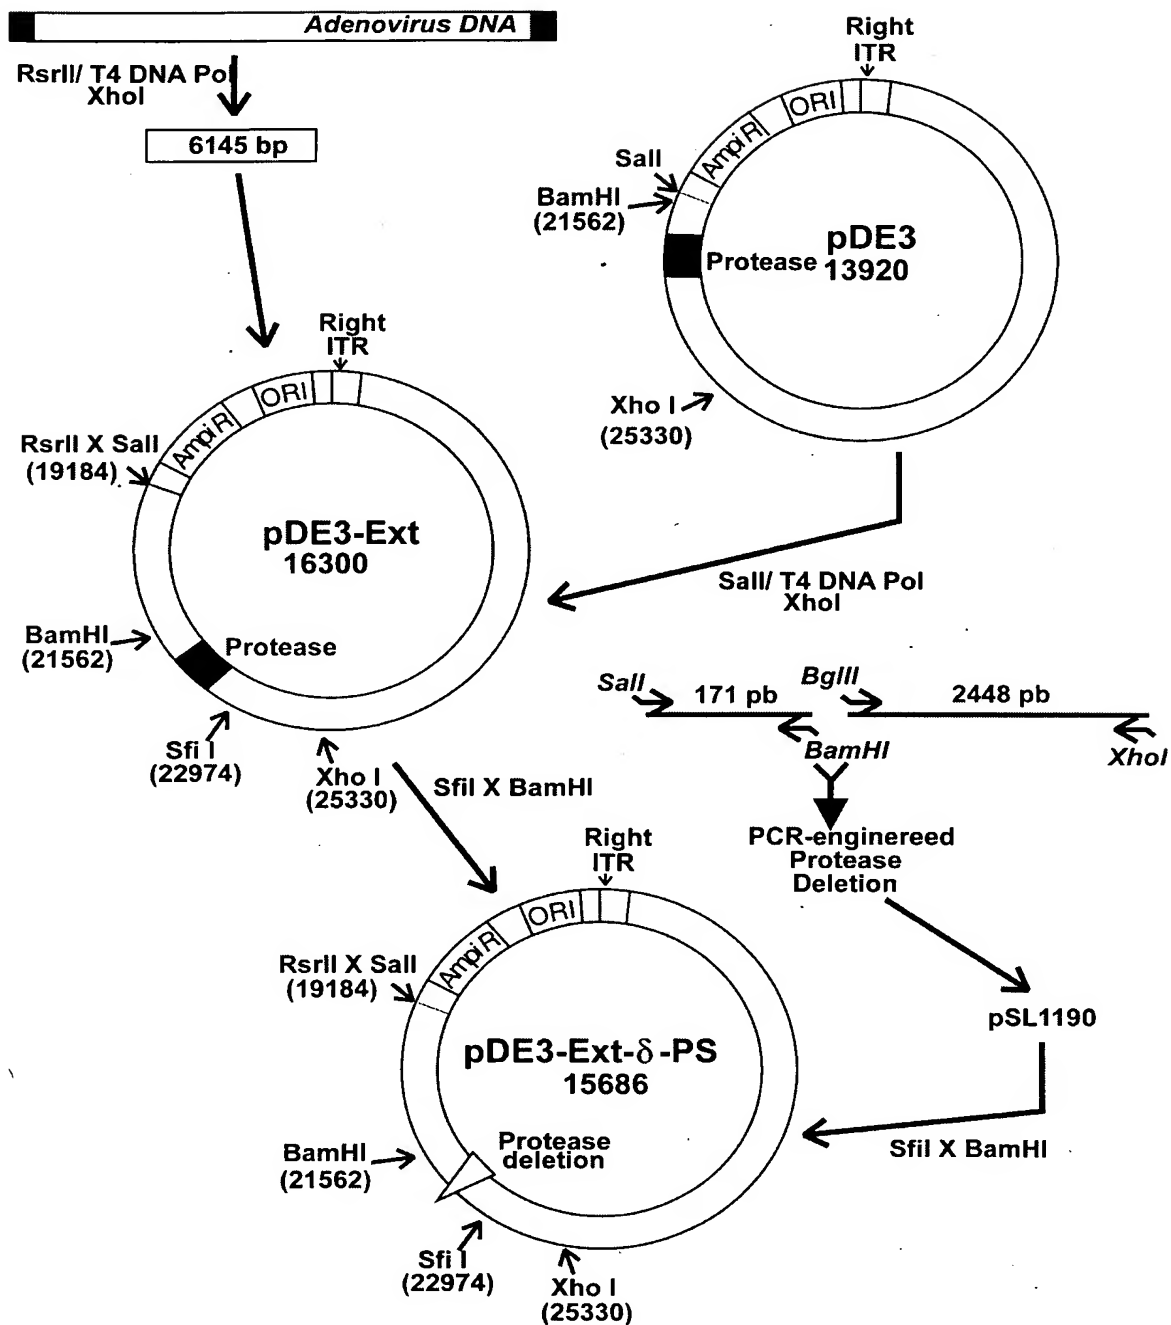 Adenovirus DNA
RsrII/ T4 DNA Pol
XhoI
6145 bp
Right
ITR
ORI
AmpiR
SalI
BamHI
(21562)
Protease
pDE3
13920
Xho I
(25330)
Right
ITR
ORI
AmpiR
RsrII X SalI
(19184)
pDE3-Ext
16300
BamHI
(21562)
Protease
Sfi I
(22974)
Xho I
(25330)
SalI/ T4 DNA Pol
XhoI
SalI
171 pb
BglII
2448 pb
BamHI
XhoI
PCR-enginereed
Protease
Deletion
SfiI X BamHI
pSL1190
SfiI X BamHI
Right
ITR
ORI
AmpiR
RsrII X SalI
(19184)
pDE3-Ext-δ-PS
15686
BamHI
(21562)
Protease
deletion
Sfi I
(22974)
Xho I
(25330)